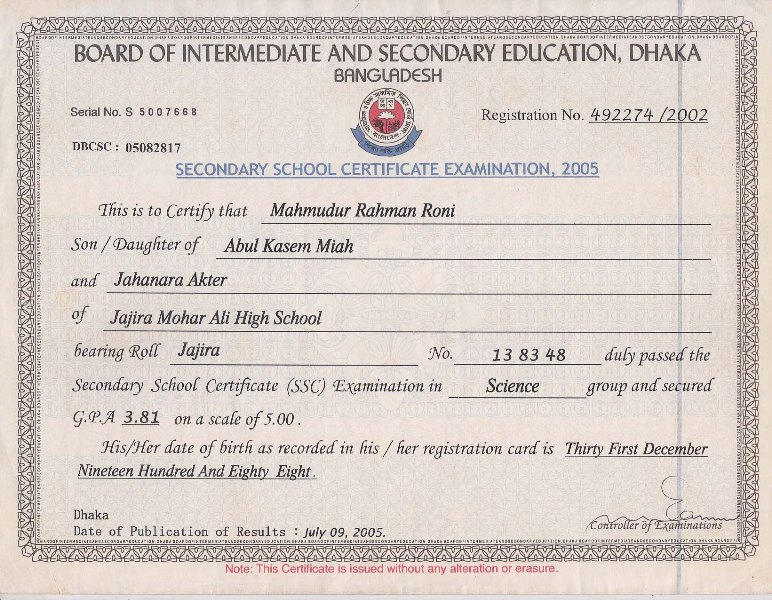 BOARD OF INTERMEDIATE AND SECONDARY EDUCATION, DHAKA
BANGLADESH
Serial No. S 5007668
Registration No. 492274 /2002
DBCSC : 05082817
SECONDARY SCHOOL CERTIFICATE EXAMINATION, 2005
This is to Certify that Mahmudur Rahman Roni
Son / Daughter of Abul Kasem Miah
and Jahanara Akter
of Jajira Mohar Ali High School
bearing Roll Jajira No. 13 83 48 duly passed the
Secondary School Certificate (SSC) Examination in Science group and secured
G.P.A 3.81 on a scale of 5.00 .
His/Her date of birth as recorded in his / her registration card is Thirty First December
Nineteen Hundred And Eighty Eight .
Dhaka
Date of Publication of Results : July 09, 2005.
Controller of Examinations
Note: This Certificate is issued without any alteration or erasure.